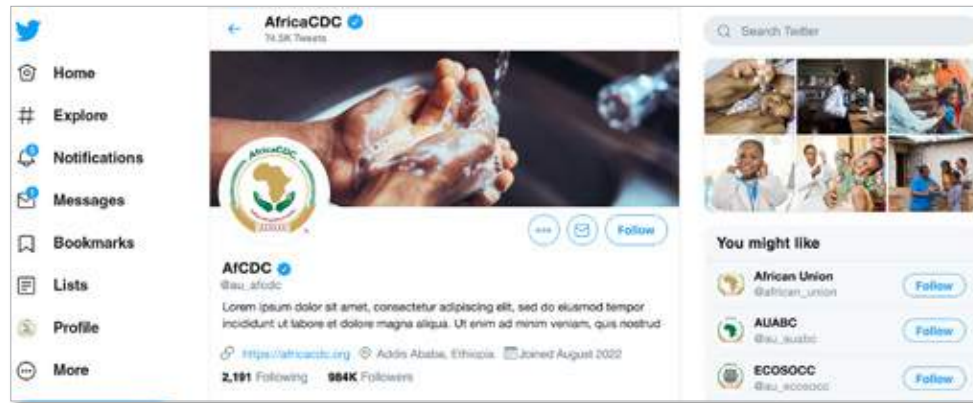 AfricaCDC
74.5K Tweets
Search Twitter
Home
Explore
Notifications
Messages
Bookmarks
Lists
Profile
More
AfricaCDC
Follow
AfCDC
@au_afcdc
Lorem ipsum dolor sit amet, consectetur adipiscing elit, sed do eiusmod tempor
incididunt ut labore et dolore magna aliqua. Ut enim ad minim veniam, quis nostrud
https://africacdc.org Addis Ababa, Ethiopia Joined August 2022
2,191 Following 984K Followers
You might like
African Union
@african_union
Follow
AUABC
@au_auabc
Follow
ECOSOCC
@au_ecosocc
Follow